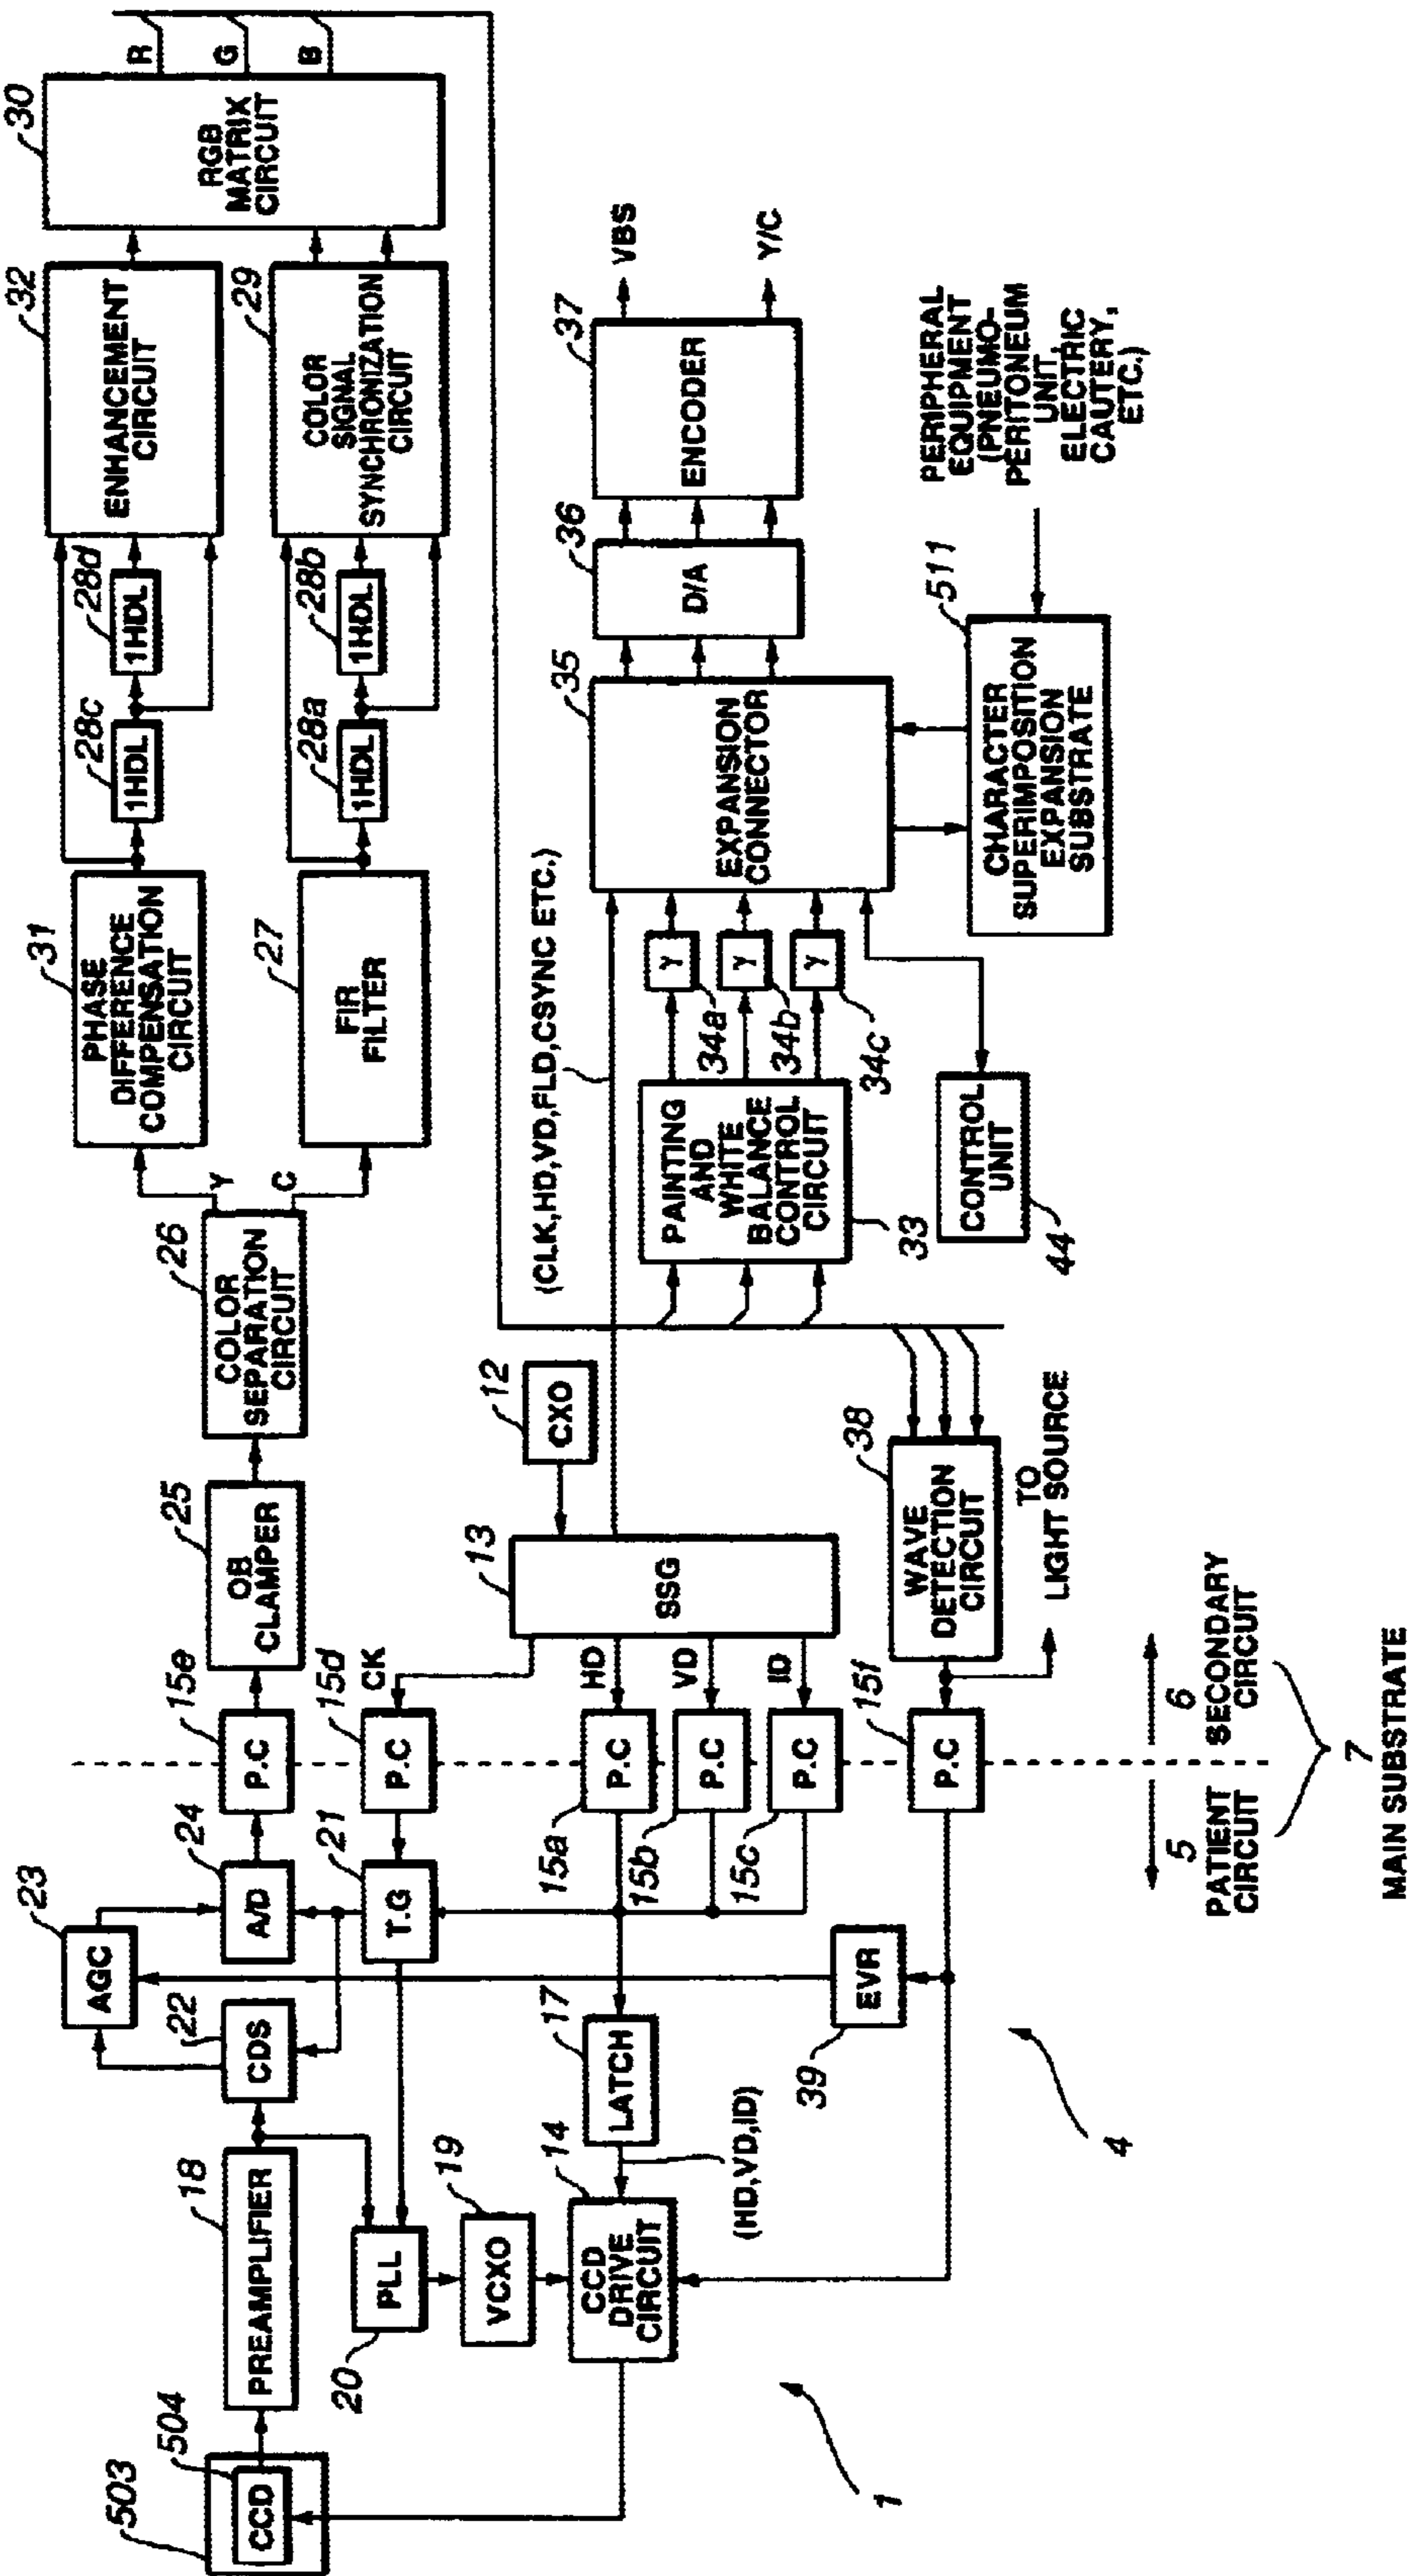 503
504
CCD
18
PREAMPLIFIER
22
CDS
23
AGC
24
A/D
15e
P.C
25
OB
CLAMPER
26
COLOR
SEPARATION
CIRCUIT
Y
C
31
PHASE
DIFFERENCE
COMPENSATION
CIRCUIT
27
FIR
FILTER
28c
1HDL
28d
1HDL
28a
1HDL
28b
1HDL
32
ENHANCEMENT
CIRCUIT
29
COLOR
SIGNAL
SYNCHRONIZATION
CIRCUIT
30
RGB
MATRIX
CIRCUIT
R
G
B
20
PLL
19
VCXO
14
CCD
DRIVE
CIRCUIT
17
LATCH
(HD,VD,ID)
21
T.G
15d
P.C
CK
15a
P.C
HD
15b
P.C
VD
15c
P.C
ID
13
SSG
12
CXO
(CLK,HD,VD,FLD,CSYNC ETC.)
39
EVR
15f
P.C
38
WAVE
DETECTION
CIRCUIT
TO
LIGHT SOURCE
33
PAINTING
AND
WHITE
BALANCE
CONTROL
CIRCUIT
34a
γ
34b
γ
34c
γ
44
CONTROL
UNIT
35
EXPANSION
CONNECTOR
36
D/A
37
ENCODER
VBS
Y/C
511
CHARACTER
SUPERIMPOSITION
EXPANSION
SUBSTRATE
PERIPHERAL
EQUIPMENT
(PNEUMO-
PERITONEUM
UNIT,
ELECTRIC
CAUTERY,
ETC.)
1
4
5
PATIENT
CIRCUIT
6
SECONDARY
CIRCUIT
7
MAIN SUBSTRATE